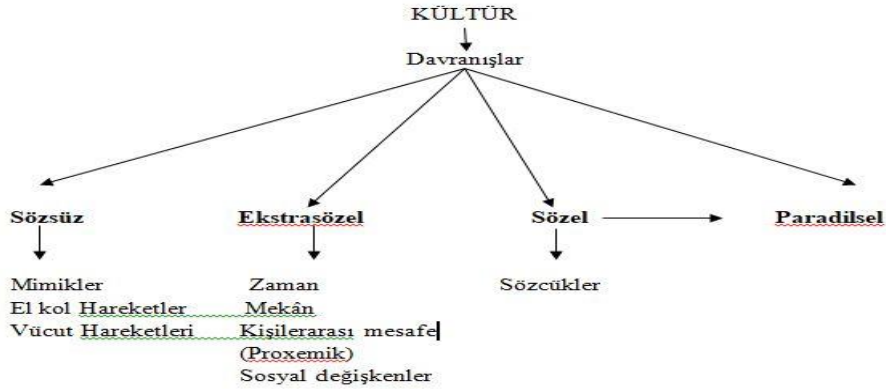 KÜLTÜR
Davranışlar
Sözsüz Ekstrasözel Sözel Paradilsel
Mimikler Zaman Sözcükler
El kol Hareketler Mekân
Vücut Hareketleri Kişilerarası mesafe
(Proxemik)
Sosyal değişkenler